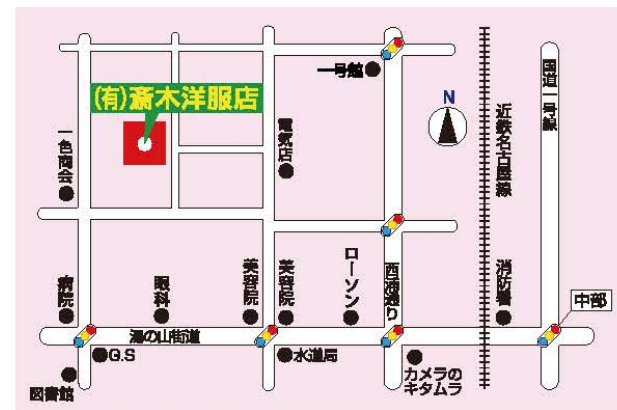 一号館
国道一号線
(有)斎木洋服店
N
電気店
近鉄名古屋線
一色商会
病院
眼科
美容院
美容院
ローソン
西浦通り
消防署
中部
湯の山街道
G.S
水道局
カメラの
キタムラ
図書館